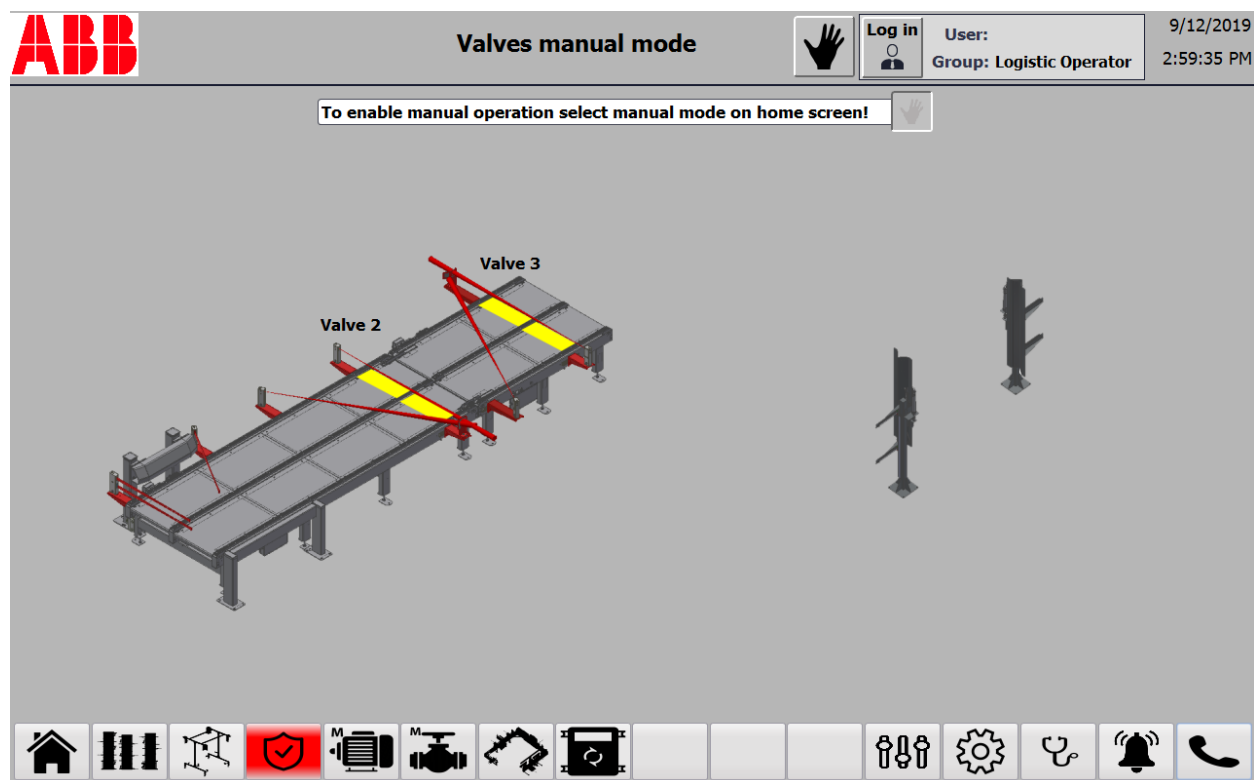 ABB
Valves manual mode
Log in
User:
Group: Logistic Operator
9/12/2019
2:59:35 PM
To enable manual operation select manual mode on home screen!
Valve 3
Valve 2
M
M